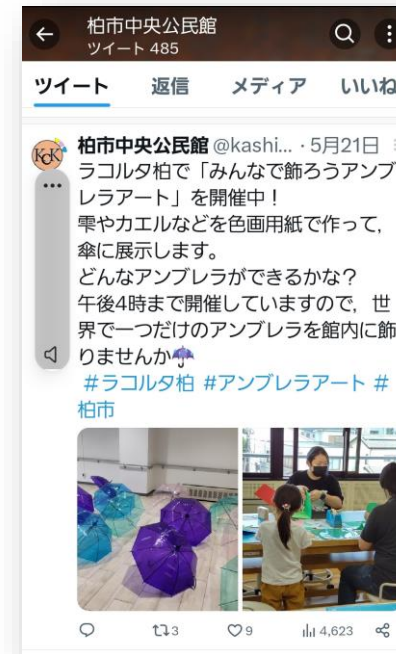 柏市中央公民館
ツイート 485
ツイート 返信 メディア いいね
柏市中央公民館 @kashi... · 5月21日
KCK
ラコルタ柏で「みんなで飾ろうアンブ
レラアート」を開催中！
雫やカエルなどを色画用紙で作って，
傘に展示します。
どんなアンブレラができるかな？
午後4時まで開催していますので，世
界で一つだけのアンブレラを館内に飾
りませんか☔
#ラコルタ柏 #アンブレラアート #
柏市
3 9 4,623